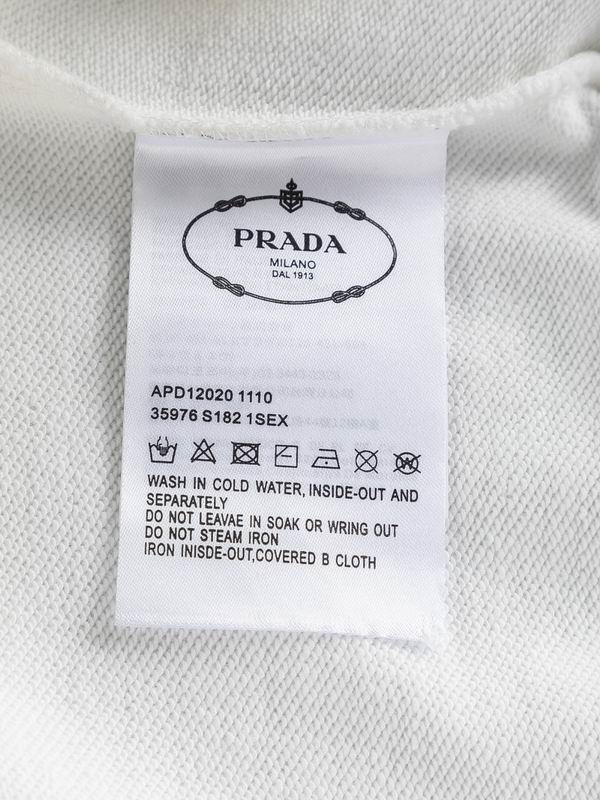 PRADA
MILANO
DAL 1913
APD12020 1110
35976 S182 1SEX
WASH IN COLD WATER, INSIDE-OUT AND
SEPARATELY
DO NOT LEAVAE IN SOAK OR WRING OUT
DO NOT STEAM IRON
IRON INISDE-OUT,COVERED B CLOTH